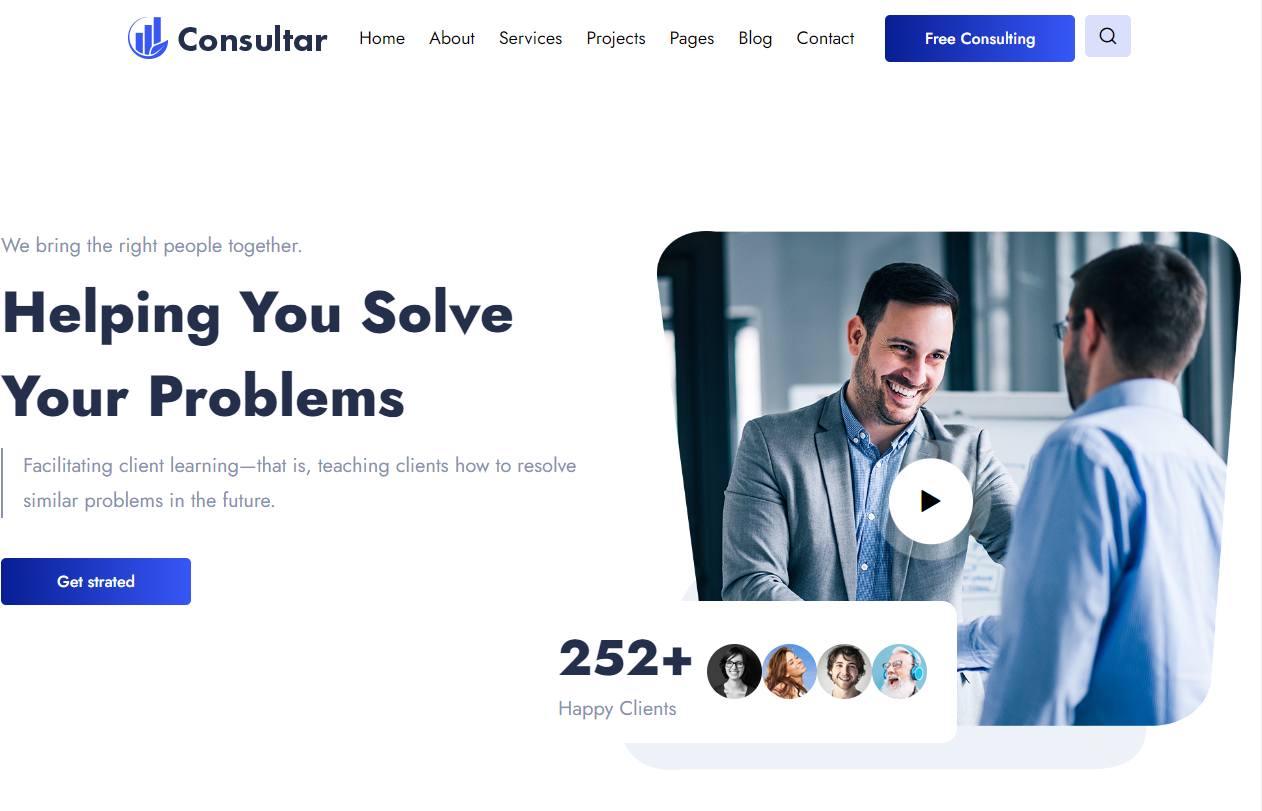 Consultar
Home About Services Projects Pages Blog Contact Free Consulting
We bring the right people together.
Helping You Solve
Your Problems
Facilitating client learning—that is, teaching clients how to resolve
similar problems in the future.
Get strated
252+
Happy Clients